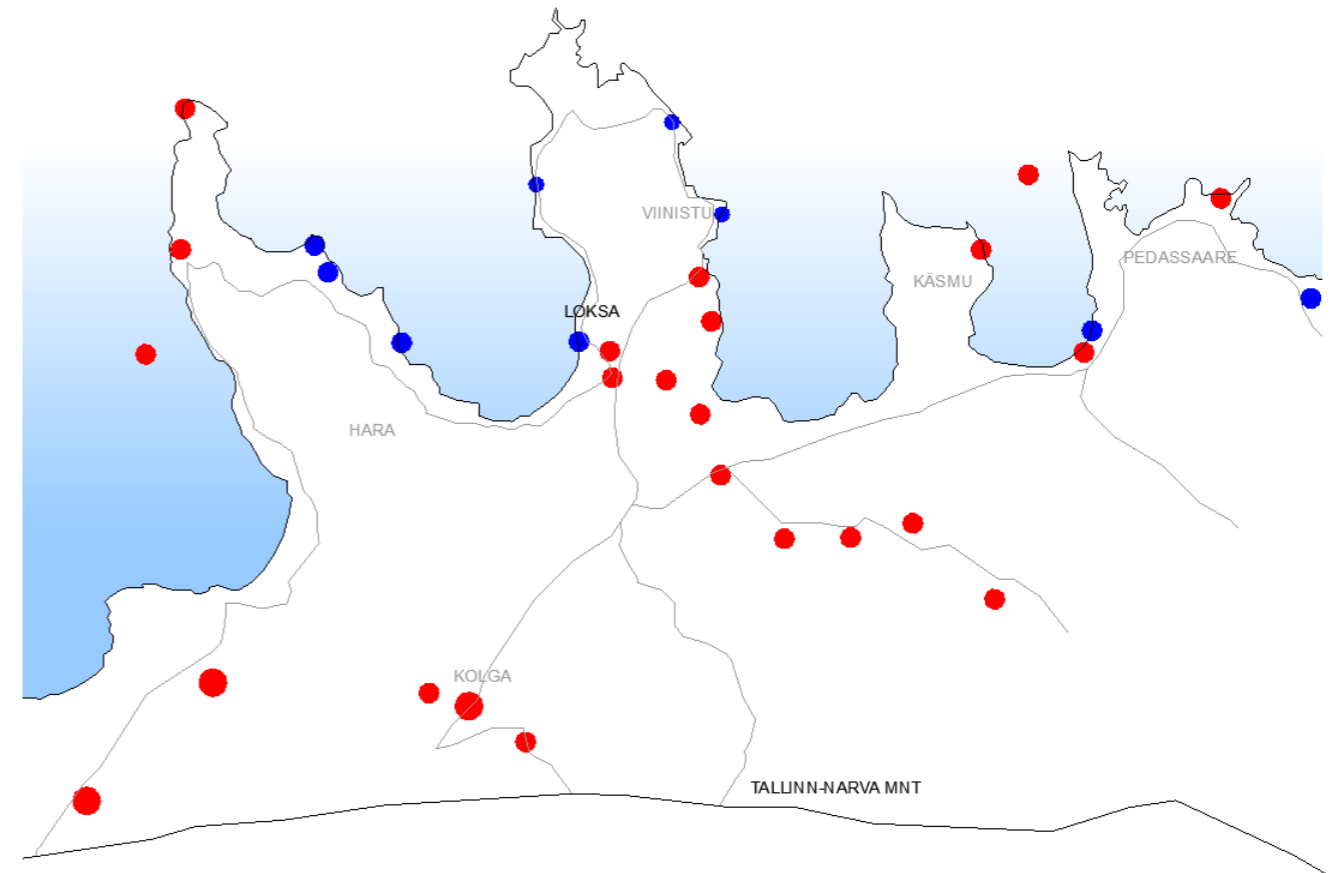 VIINISTU
PEDASSAARE
KÄSMU
LOKSA
HARA
KOLGA
TALLINN-NARVA MNT